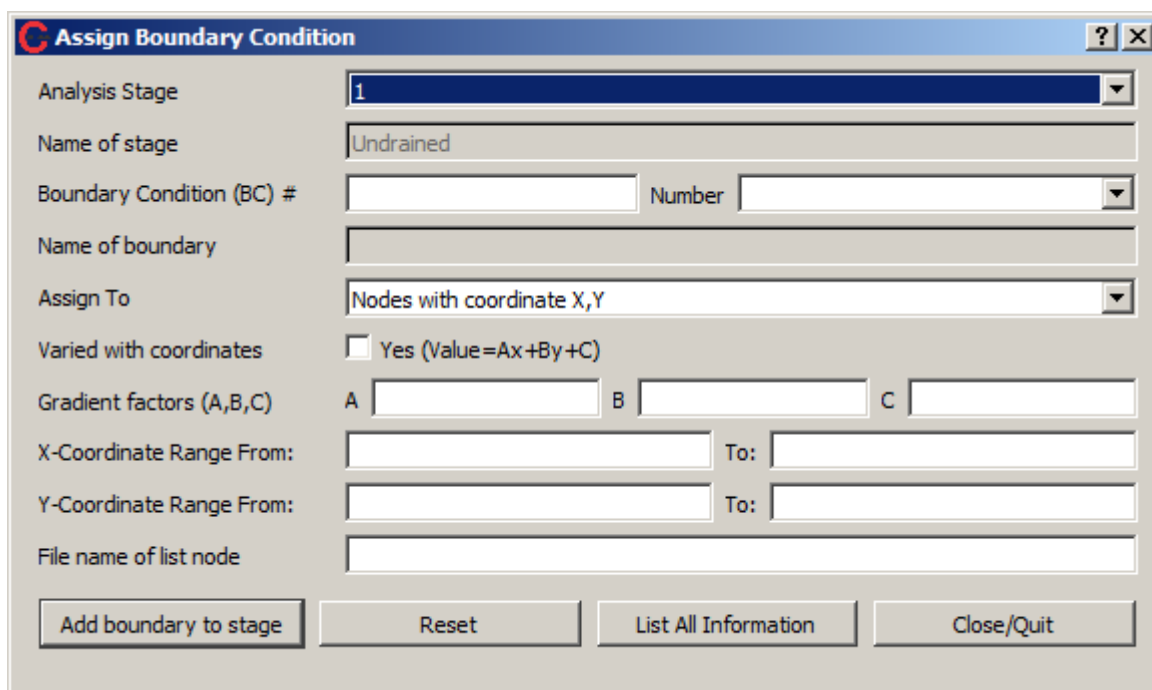 Assign Boundary Condition
Analysis Stage 1
Name of stage Undrained
Boundary Condition (BC) # Number
Name of boundary
Assign To Nodes with coordinate X,Y
Varied with coordinates Yes (Value=Ax+By+C)
Gradient factors (A,B,C) A B C
X-Coordinate Range From: To:
Y-Coordinate Range From: To:
File name of list node
Add boundary to stage Reset List All Information Close/Quit